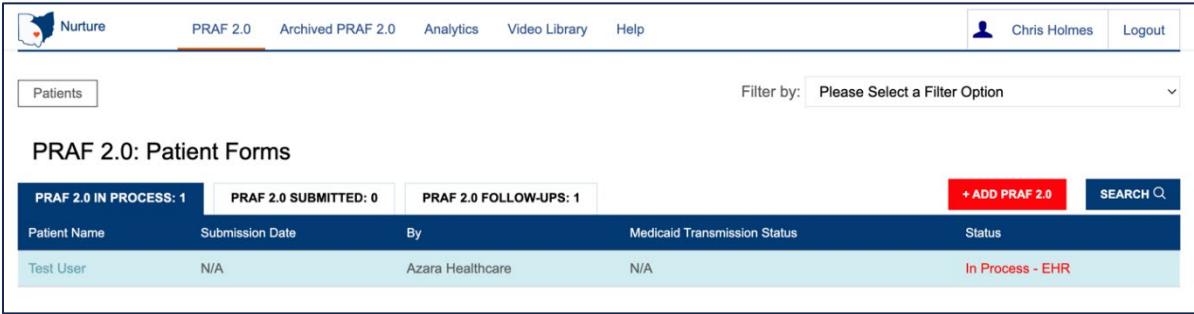 Nurture PRAF 2.0 Archived PRAF 2.0 Analytics Video Library Help Chris Holmes Logout
Patients Filter by: Please Select a Filter Option
PRAF 2.0: Patient Forms
PRAF 2.0 IN PROCESS: 1 PRAF 2.0 SUBMITTED: 0 PRAF 2.0 FOLLOW-UPS: 1 + ADD PRAF 2.0 SEARCH
Patient Name Submission Date By Medicaid Transmission Status Status
Test User N/A Azara Healthcare N/A In Process - EHR